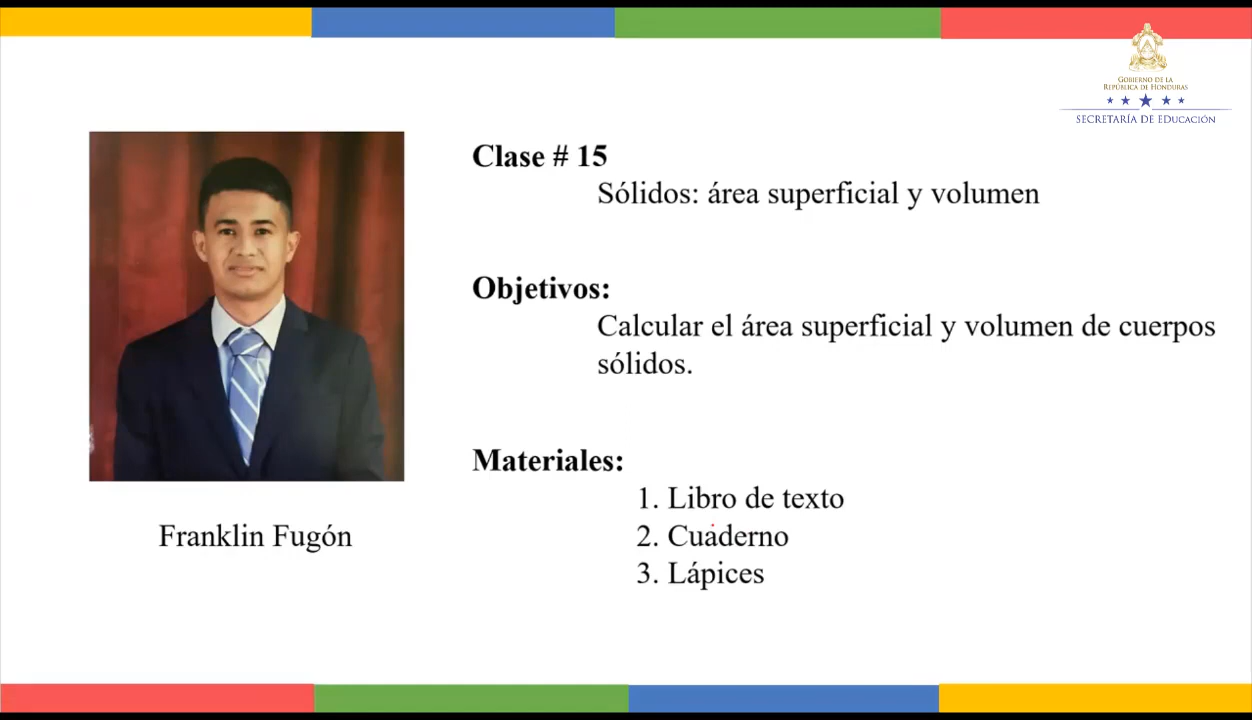 GOBIERNO DE LA
REPÚBLICA DE HONDURAS
SECRETARÍA DE EDUCACIÓN
Clase # 15
Sólidos: área superficial y volumen
Objetivos:
Calcular el área superficial y volumen de cuerpos
sólidos.
Materiales:
1. Libro de texto
2. Cuaderno
3. Lápices
Franklin Fugón